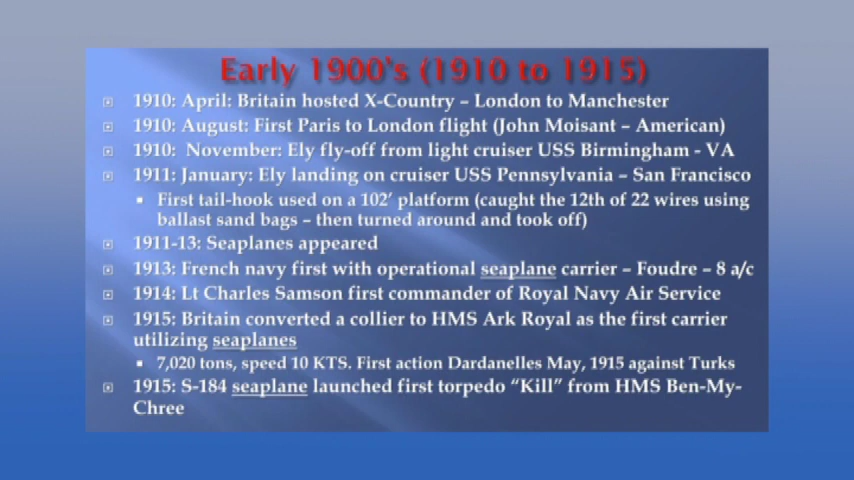 Early 1900's (1910 to 1915)
1910: April: Britain hosted X-Country – London to Manchester
1910: August: First Paris to London flight (John Moisant – American)
1910: November: Ely fly-off from light cruiser USS Birmingham - VA
1911: January: Ely landing on cruiser USS Pennsylvania – San Francisco
First tail-hook used on a 102' platform (caught the 12th of 22 wires using
ballast sand bags – then turned around and took off)
1911-13: Seaplanes appeared
1913: French navy first with operational seaplane carrier – Foudre – 8 a/c
1914: Lt Charles Samson first commander of Royal Navy Air Service
1915: Britain converted a collier to HMS Ark Royal as the first carrier
utilizing seaplanes
7,020 tons, speed 10 KTS. First action Dardanelles May, 1915 against Turks
1915: S-184 seaplane launched first torpedo “Kill” from HMS Ben-My-
Chree